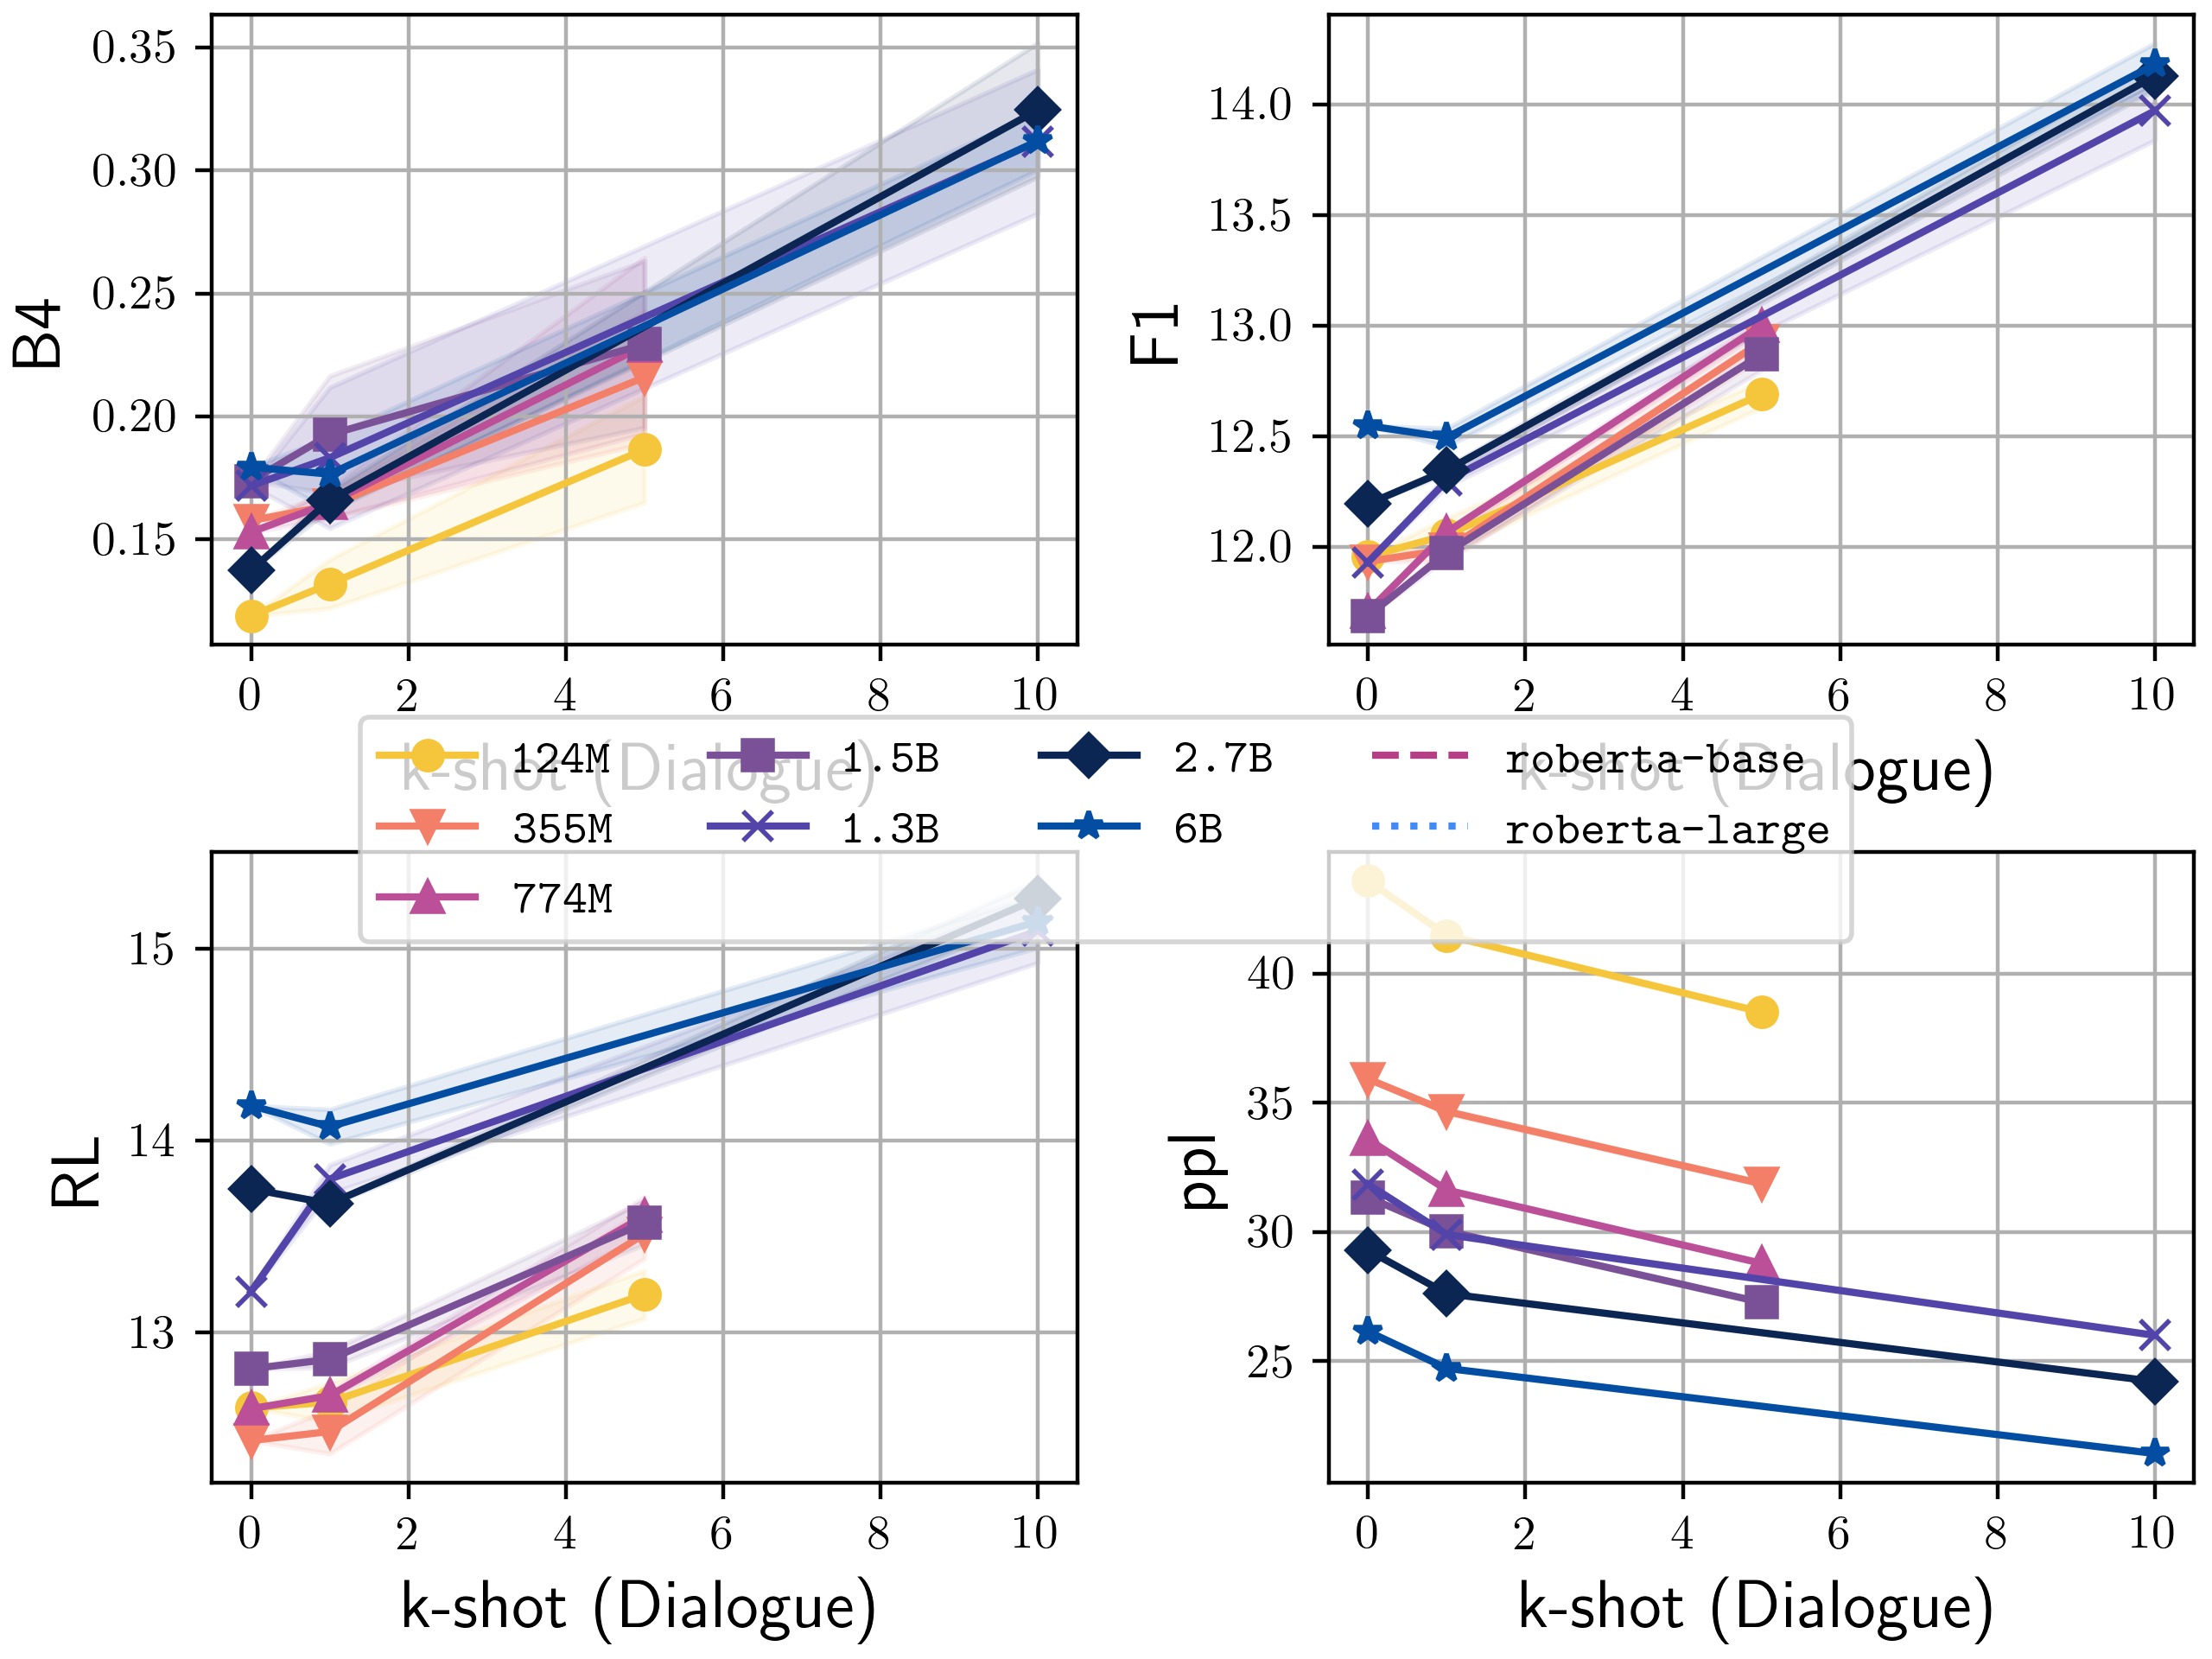 B4
0.35
0.30
0.25
0.20
0.15
0 2 4 6 8 10
k-shot (Dialogue)
F1
14.0
13.5
13.0
12.5
12.0
0 2 4 6 8 10
k-shot (Dialogue)
124M 1.5B 2.7B roberta-base
355M 1.3B 6B roberta-large
774M
RL
15
14
13
0 2 4 6 8 10
k-shot (Dialogue)
ppl
40
35
30
25
0 2 4 6 8 10
k-shot (Dialogue)